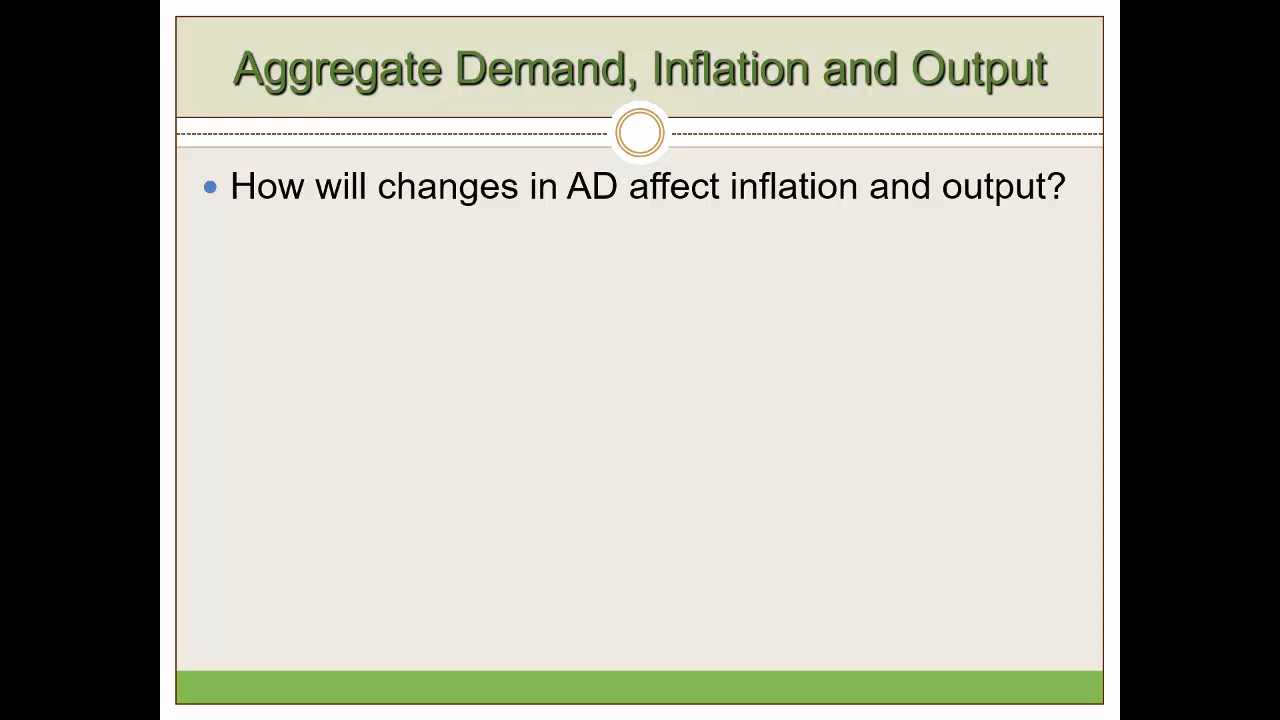 Aggregate Demand, Inflation and Output
• How will changes in AD affect inflation and output?